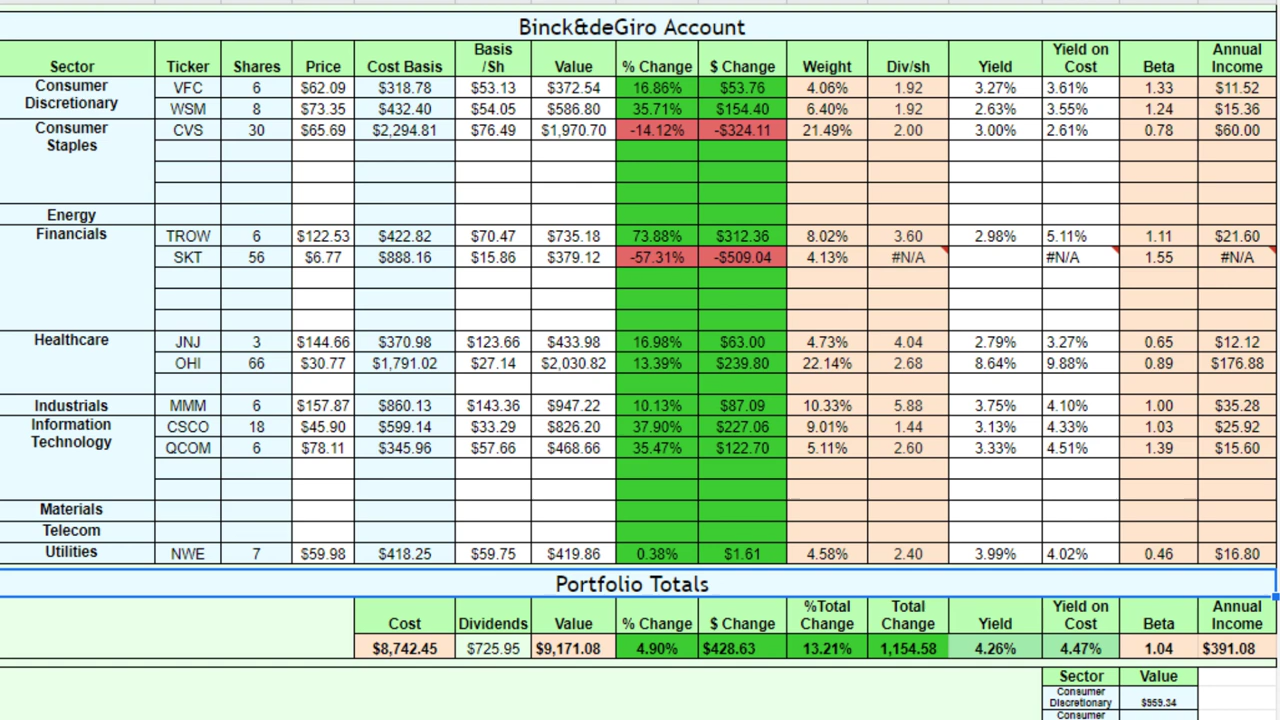 Binck&deGiro Account
Sector Ticker Shares Price Cost Basis Basis /Sh Value % Change $ Change Weight Div/sh Yield Yield on Cost Beta Annual Income
Consumer Discretionary VFC 6 $62.09 $318.78 $53.13 $372.54 16.86% $53.76 4.06% 1.92 3.27% 3.61% 1.33 $11.52
WSM 8 $73.35 $432.40 $54.05 $586.80 35.71% $154.40 6.40% 1.92 2.63% 3.55% 1.24 $15.36
Consumer Staples CVS 30 $65.69 $2,294.81 $76.49 $1,970.70 -14.12% -$324.11 21.49% 2.00 3.00% 2.61% 0.78 $60.00
Energy
Financials TROW 6 $122.53 $422.82 $70.47 $735.18 73.88% $312.36 8.02% 3.60 2.98% 5.11% 1.11 $21.60
SKT 56 $6.77 $888.16 $15.86 $379.12 -57.31% -$509.04 4.13% #N/A #N/A 1.55 #N/A
Healthcare JNJ 3 $144.66 $370.98 $123.66 $433.98 16.98% $63.00 4.73% 4.04 2.79% 3.27% 0.65 $12.12
OHI 66 $30.77 $1,791.02 $27.14 $2,030.82 13.39% $239.80 22.14% 2.68 8.64% 9.88% 0.89 $176.88
Industrials MMM 6 $157.87 $860.13 $143.36 $947.22 10.13% $87.09 10.33% 5.88 3.75% 4.10% 1.00 $35.28
Information Technology CSCO 18 $45.90 $599.14 $33.29 $826.20 37.90% $227.06 9.01% 1.44 3.13% 4.33% 1.03 $25.92
QCOM 6 $78.11 $345.96 $57.66 $468.66 35.47% $122.70 5.11% 2.60 3.33% 4.51% 1.39 $15.60
Materials
Telecom
Utilities NWE 7 $59.98 $418.25 $59.75 $419.86 0.38% $1.61 4.58% 2.40 3.99% 4.02% 0.46 $16.80
Portfolio Totals
Cost Dividends Value % Change $ Change %Total Change Total Change Yield Yield on Cost Beta Annual Income
$8,742.45 $725.95 $9,171.08 4.90% $428.63 13.21% 1,154.58 4.26% 4.47% 1.04 $391.08
Sector Value
Consumer Discretionary $959.34
Consumer